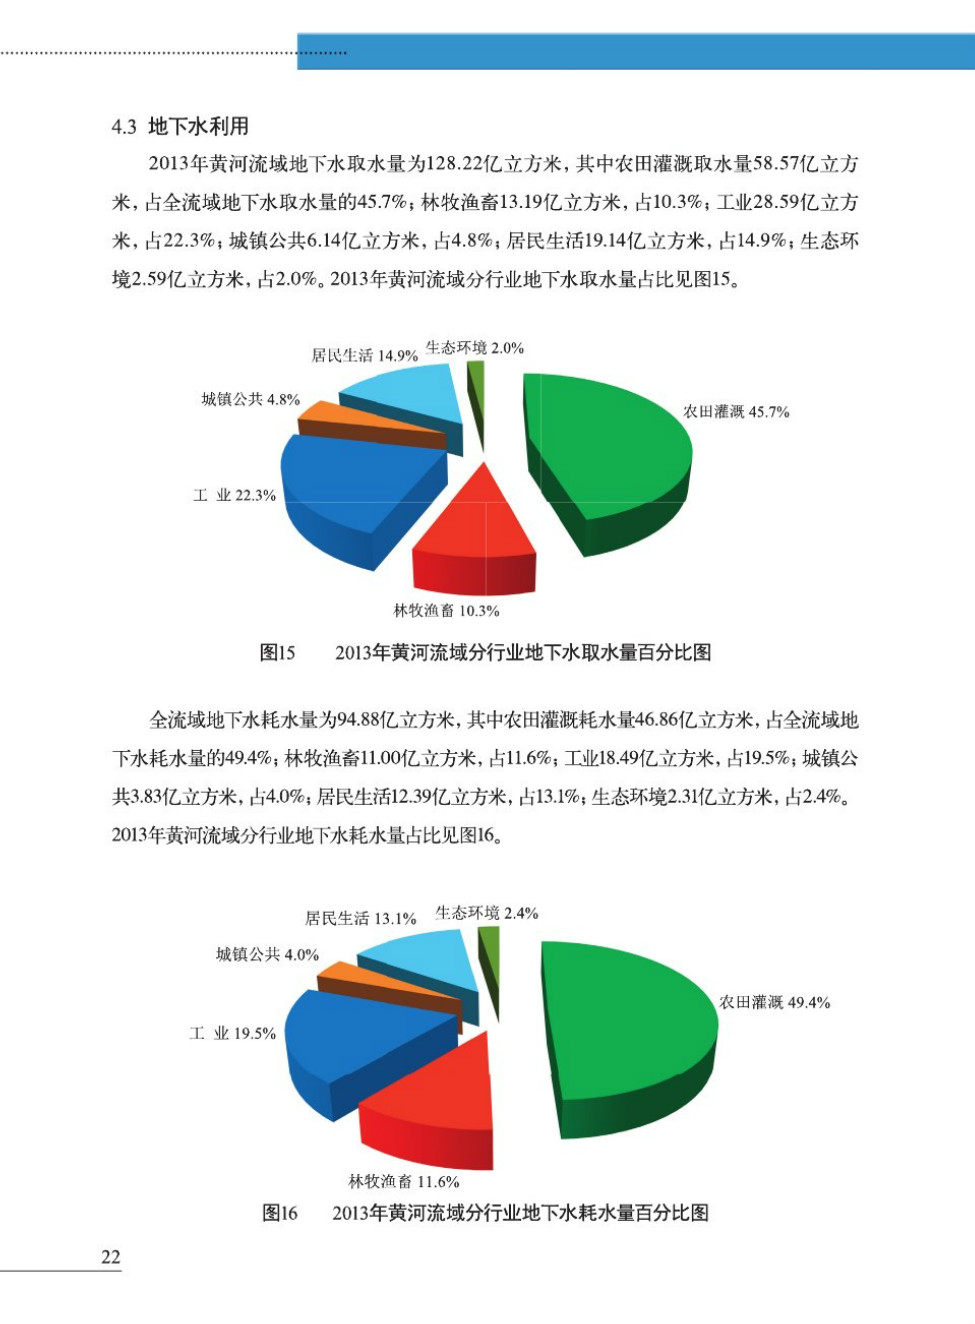 4.3 地下水利用
2013年黄河流域地下水取水量为128.22亿立方米，其中农田灌溉取水量58.57亿立方
米，占全流域地下水取水量的45.7%；林牧渔畜13.19亿立方米，占10.3%；工业28.59亿立方
米，占22.3%；城镇公共6.14亿立方米，占4.8%；居民生活19.14亿立方米，占14.9%；生态环
境2.59亿立方米，占2.0%。2013年黄河流域分行业地下水取水量占比见图15。
生态环境 2.0%
居民生活 14.9%
城镇公共 4.8%
农田灌溉 45.7%
工 业 22.3%
林牧渔畜 10.3%
图15 2013年黄河流域分行业地下水取水量百分比图
全流域地下水耗水量为94.88亿立方米，其中农田灌溉耗水量46.86亿立方米，占全流域地
下水耗水量的49.4%；林牧渔畜11.00亿立方米，占11.6%；工业18.49亿立方米，占19.5%；城镇公
共3.83亿立方米，占4.0%；居民生活12.39亿立方米，占13.1%；生态环境2.31亿立方米，占2.4%。
2013年黄河流域分行业地下水耗水量占比见图16。
生态环境 2.4%
居民生活 13.1%
城镇公共 4.0%
农田灌溉 49.4%
工 业 19.5%
林牧渔畜 11.6%
图16 2013年黄河流域分行业地下水耗水量百分比图
22